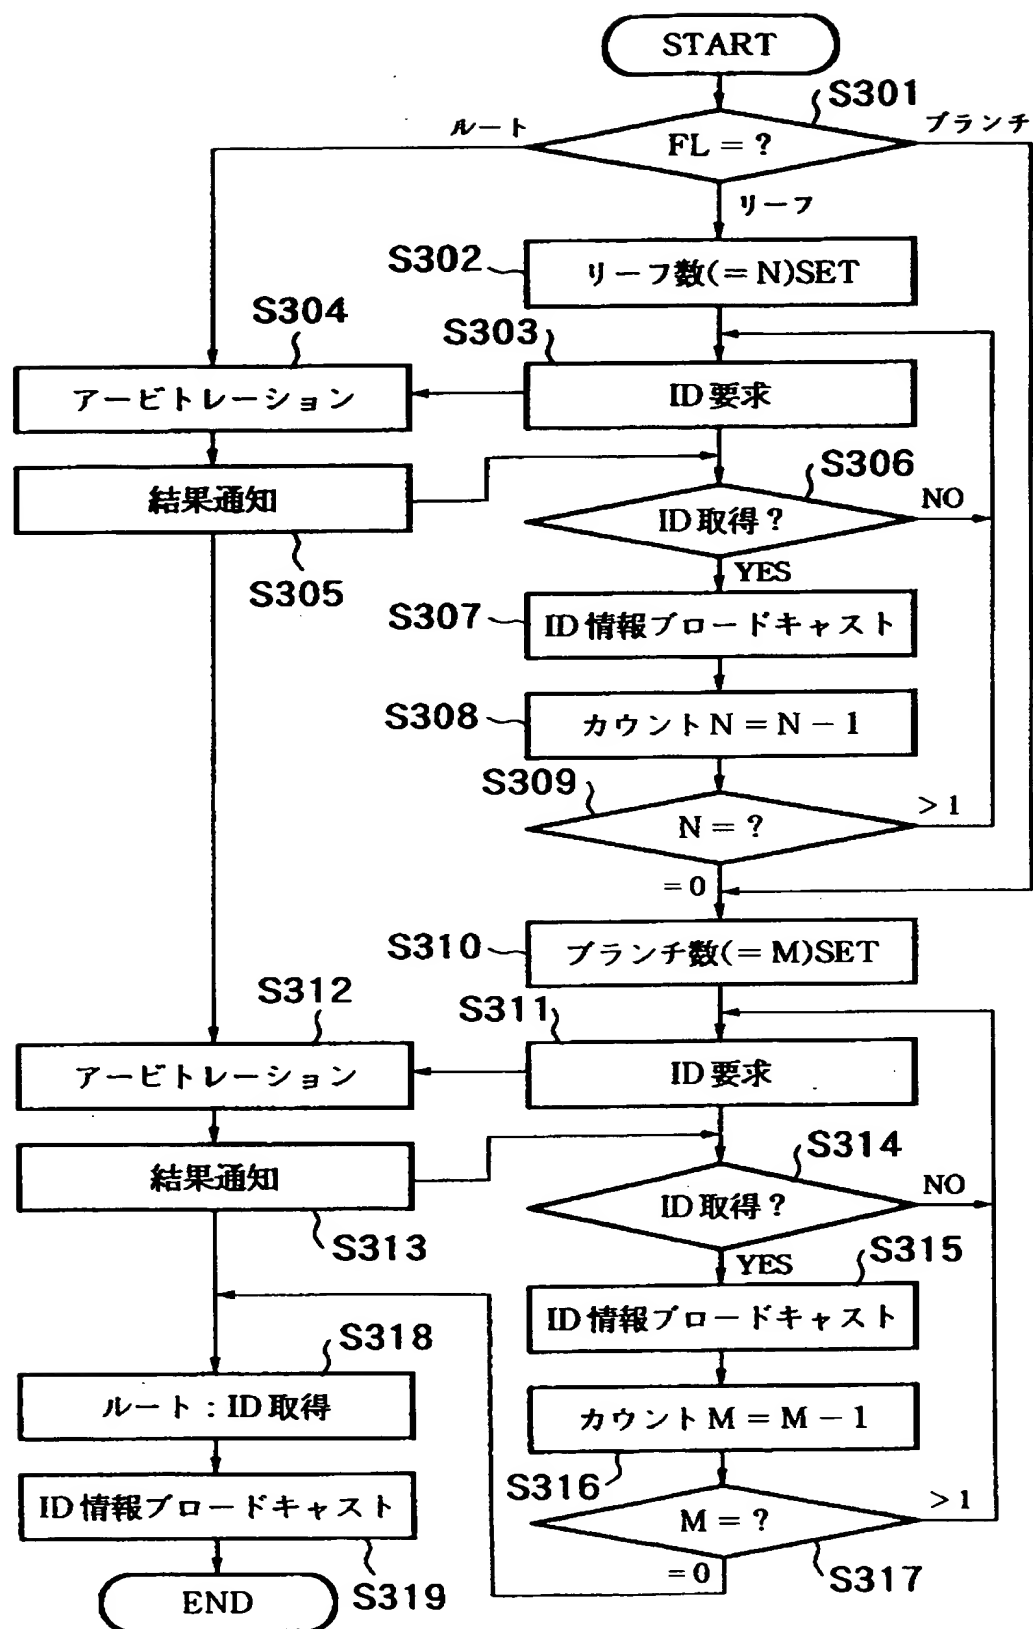 START
S301
ルート
FL = ?
ブランチ
リーフ
S302
リーフ数(= N)SET
S304
S303
アービトレーション
ID 要求
結果通知
S306
ID 取得 ?
NO
S305
YES
S307
ID 情報ブロードキャスト
S308
カウント N = N - 1
S309
N = ?
> 1
= 0
S310
ブランチ数(= M)SET
S312
S311
アービトレーション
ID 要求
結果通知
S314
ID 取得 ?
NO
S313
YES
S315
ID 情報ブロードキャスト
S318
ルート : ID 取得
カウント M = M - 1
S316
ID 情報ブロードキャスト
M = ?
> 1
= 0
S317
S319
END